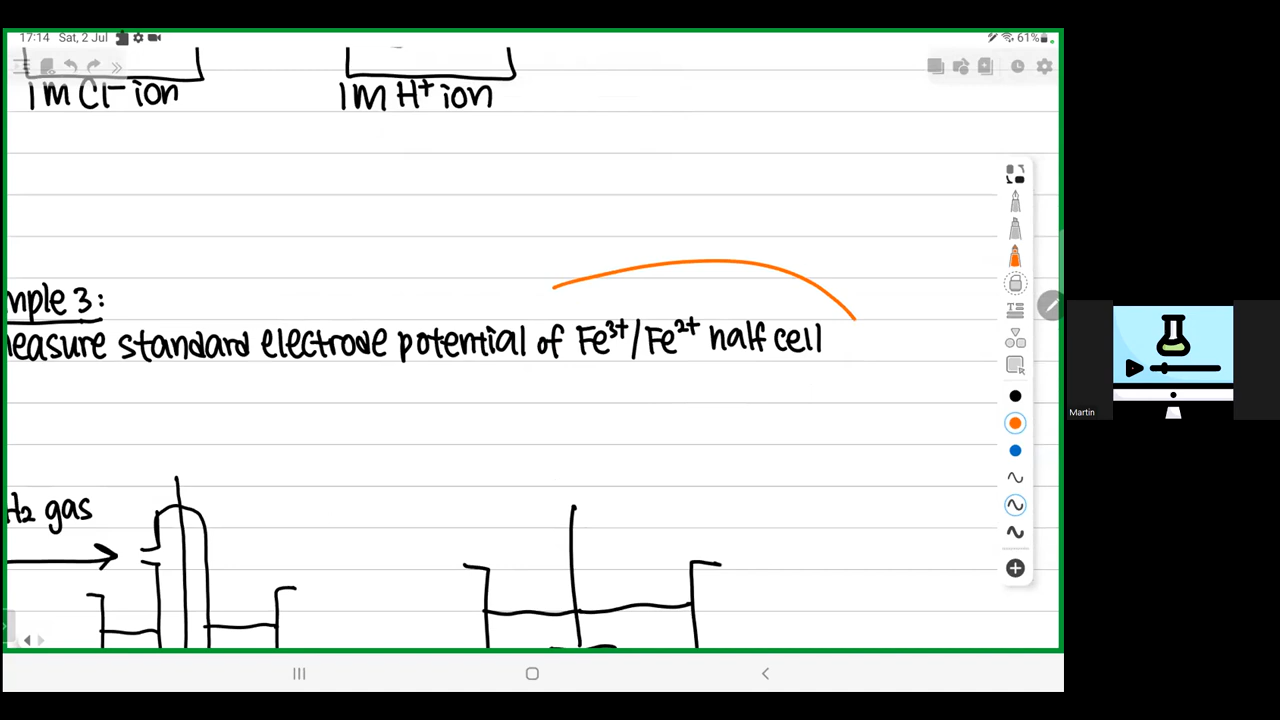 17:14 Sat, 2 Jul
61%
1m Cl⁻ ion
1m H⁺ ion
mple 3:
easure standard electrode potential of Fe³⁺/Fe²⁺ half cell
H₂ gas
Martin